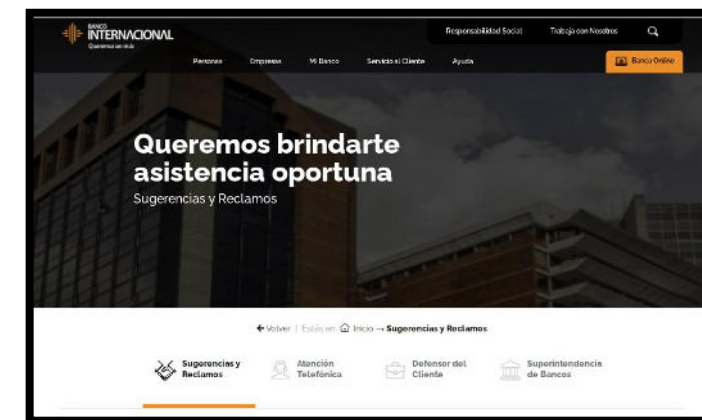 BANCO
INTERNACIONAL
Queremos ser más
Responsabilidad Social
Trabaja con Nosotros
Personas
Empresas
Mi Banco
Servicio al Cliente
Ayuda
Banca Online
Queremos brindarte
asistencia oportuna
Sugerencias y Reclamos
← Volver | Estás en Inicio → Sugerencias y Reclamos
Sugerencias y
Reclamos
Atención
Telefónica
Defensor del
Cliente
Superintendencia
de Bancos